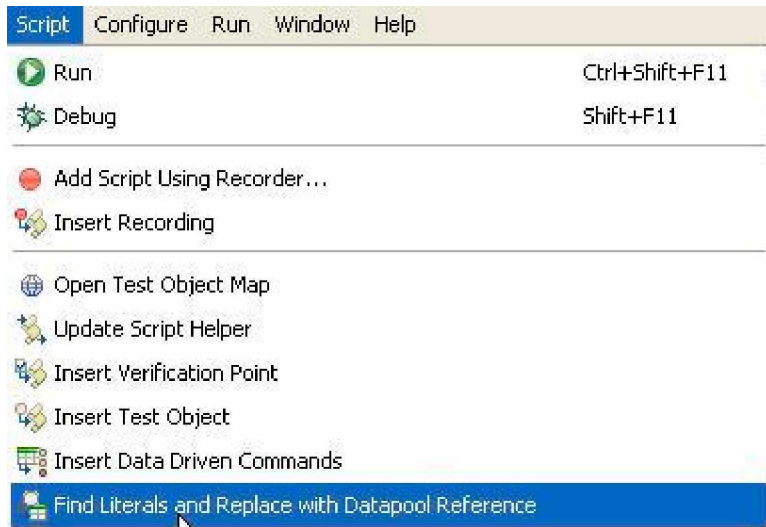 Script Configure Run Window Help
Run Ctrl+Shift+F11
Debug Shift+F11
Add Script Using Recorder...
Insert Recording
Open Test Object Map
Update Script Helper
Insert Verification Point
Insert Test Object
Insert Data Driven Commands
Find Literals and Replace with Datapool Reference